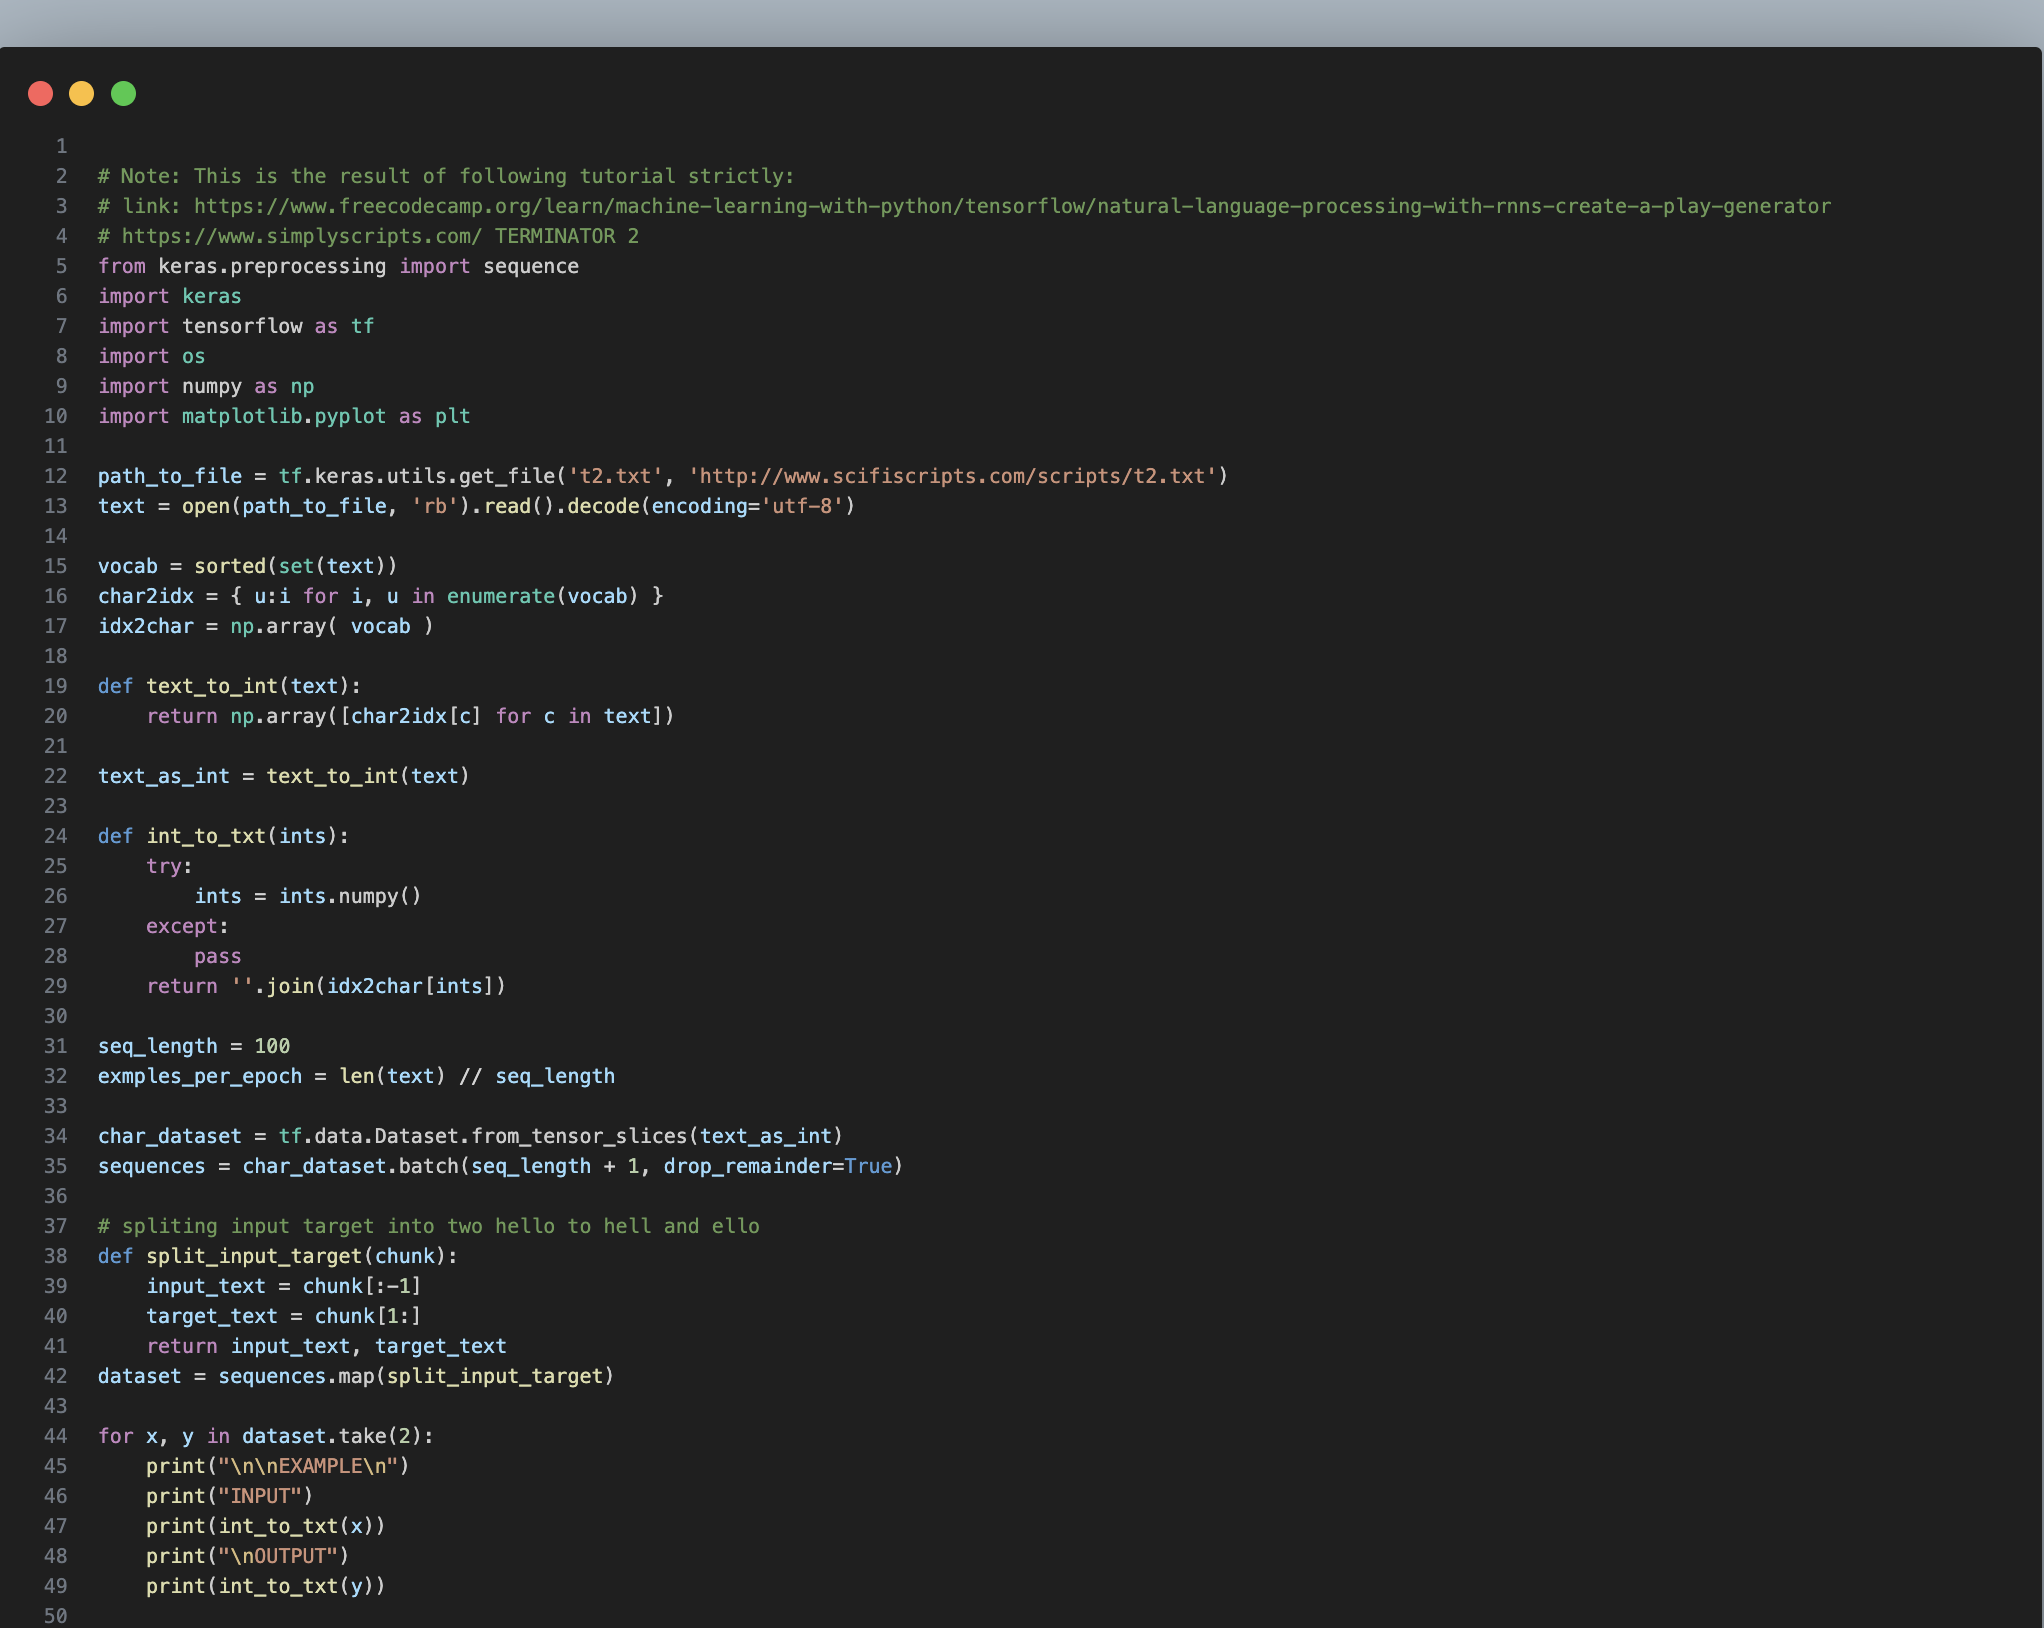 1
2 # Note: This is the result of following tutorial strictly:
3 # link: https://www.freecodecamp.org/learn/machine-learning-with-python/tensorflow/natural-language-processing-with-rnns-create-a-play-generator
4 # https://www.simplyscripts.com/ TERMINATOR 2
5 from keras.preprocessing import sequence
6 import keras
7 import tensorflow as tf
8 import os
9 import numpy as np
10 import matplotlib.pyplot as plt
11
12 path_to_file = tf.keras.utils.get_file('t2.txt', 'http://www.scifiscripts.com/scripts/t2.txt')
13 text = open(path_to_file, 'rb').read().decode(encoding='utf-8')
14
15 vocab = sorted(set(text))
16 char2idx = { u:i for i, u in enumerate(vocab) }
17 idx2char = np.array( vocab )
18
19 def text_to_int(text):
20     return np.array([char2idx[c] for c in text])
21
22 text_as_int = text_to_int(text)
23
24 def int_to_txt(ints):
25     try:
26         ints = ints.numpy()
27     except:
28         pass
29     return ''.join(idx2char[ints])
30
31 seq_length = 100
32 exmples_per_epoch = len(text) // seq_length
33
34 char_dataset = tf.data.Dataset.from_tensor_slices(text_as_int)
35 sequences = char_dataset.batch(seq_length + 1, drop_remainder=True)
36
37 # spliting input target into two hello to hell and ello
38 def split_input_target(chunk):
39     input_text = chunk[:-1]
40     target_text = chunk[1:]
41     return input_text, target_text
42 dataset = sequences.map(split_input_target)
43
44 for x, y in dataset.take(2):
45     print("\n\nEXAMPLE\n")
46     print("INPUT")
47     print(int_to_txt(x))
48     print("\nOUTPUT")
49     print(int_to_txt(y))
50